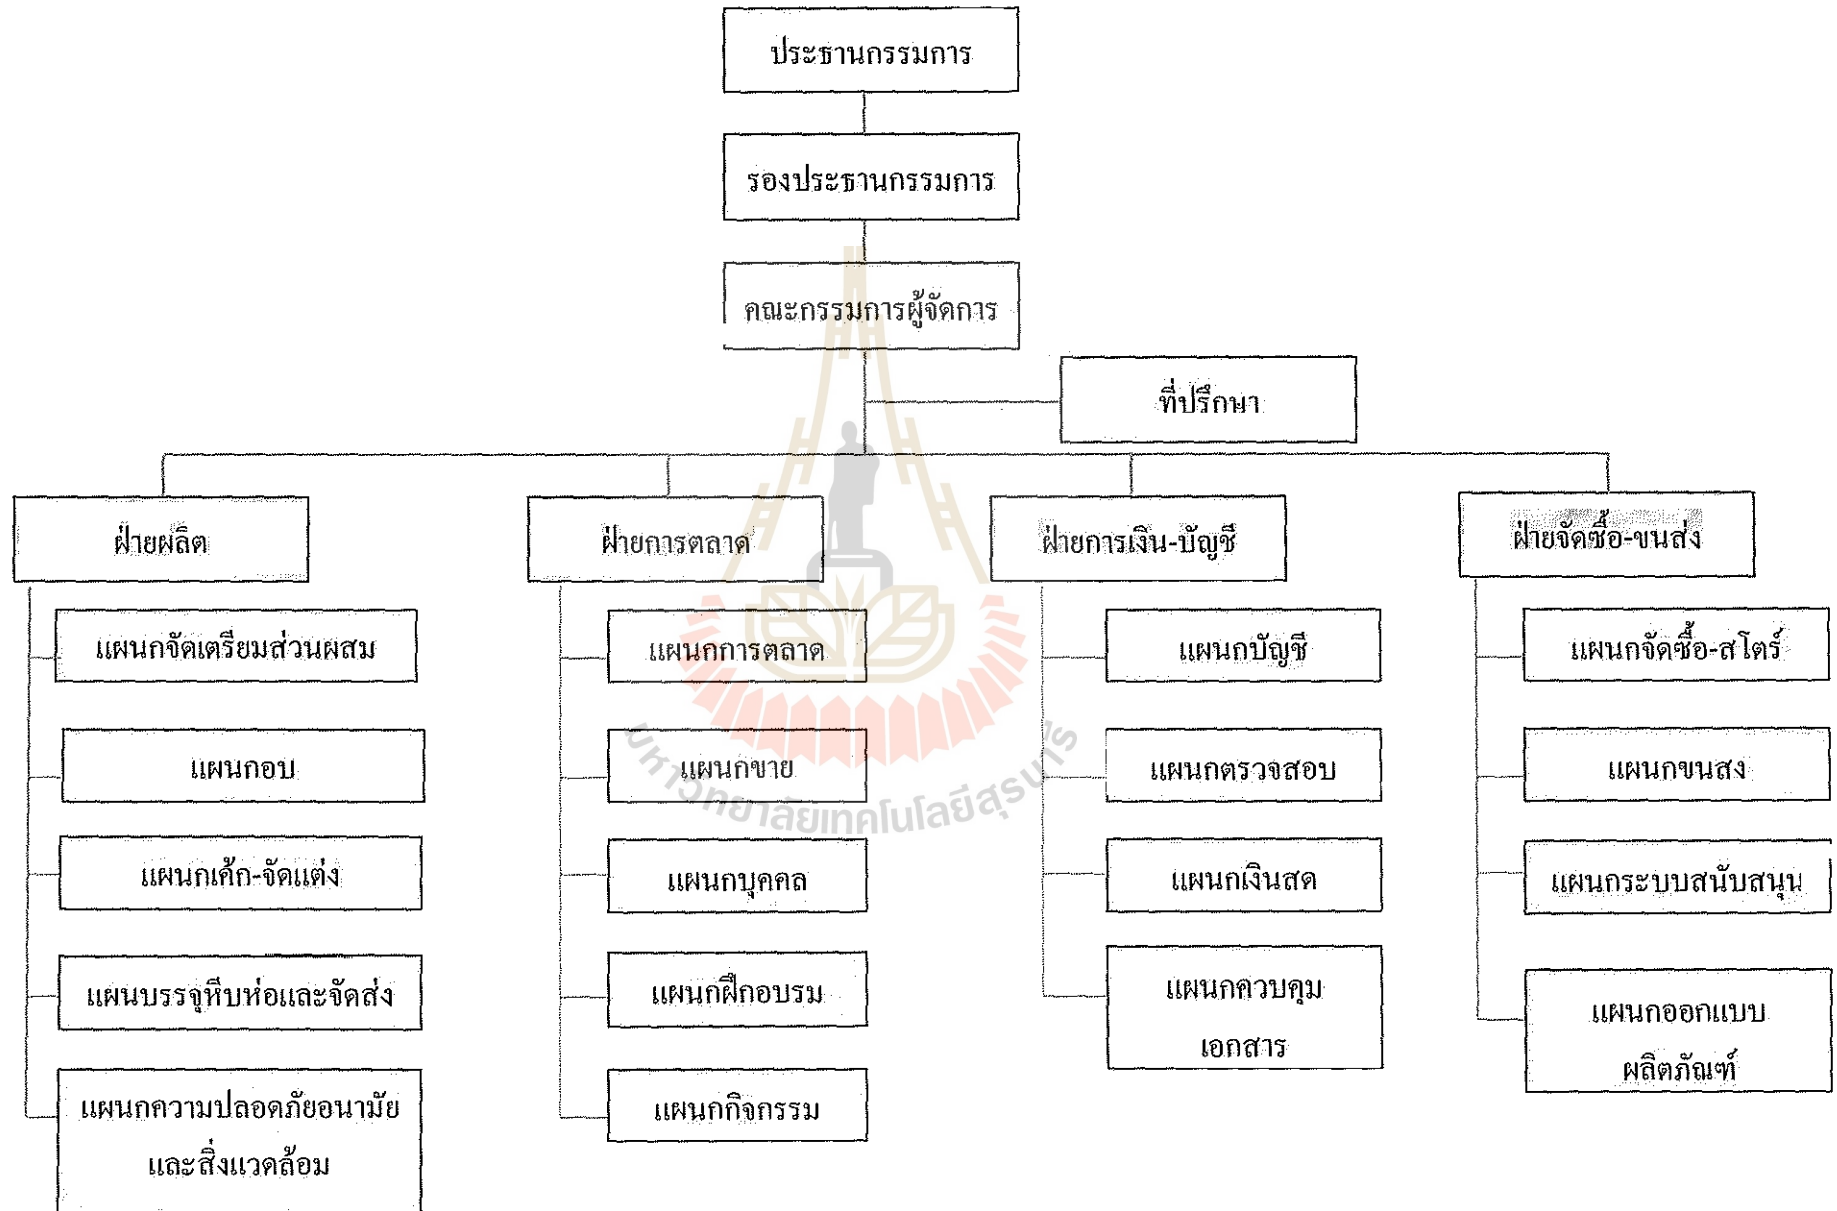 ประธานกรรมการ
รองประธานกรรมการ
คณะกรรมการผู้จัดการ
ที่ปรึกษา
ฝ่ายผลิต
แผนกจัดเตรียมส่วนผสม
แผนกอบ
แผนกเค้ก-จัดแต่ง
แผนบรรจุหีบห่อและจัดส่ง
แผนกความปลอดภัยอนามัย
และสิ่งแวดล้อม
ฝ่ายการตลาด
แผนกการตลาด
แผนกขาย
แผนกบุคคล
แผนกฝึกอบรม
แผนกกิจกรรม
ฝ่ายการเงิน-บัญชี
แผนกบัญชี
แผนกตรวจสอบ
แผนกเงินสด
แผนกควบคุม
เอกสาร
ฝ่ายจัดซื้อ-ขนส่ง
แผนกจัดซื้อ-สโตร์
แผนกขนสง
แผนกระบบสนับสนุน
แผนกออกแบบ
ผลิตภัณฑ์
มหาวิทยาลัยเทคโนโลยีสุรนารี